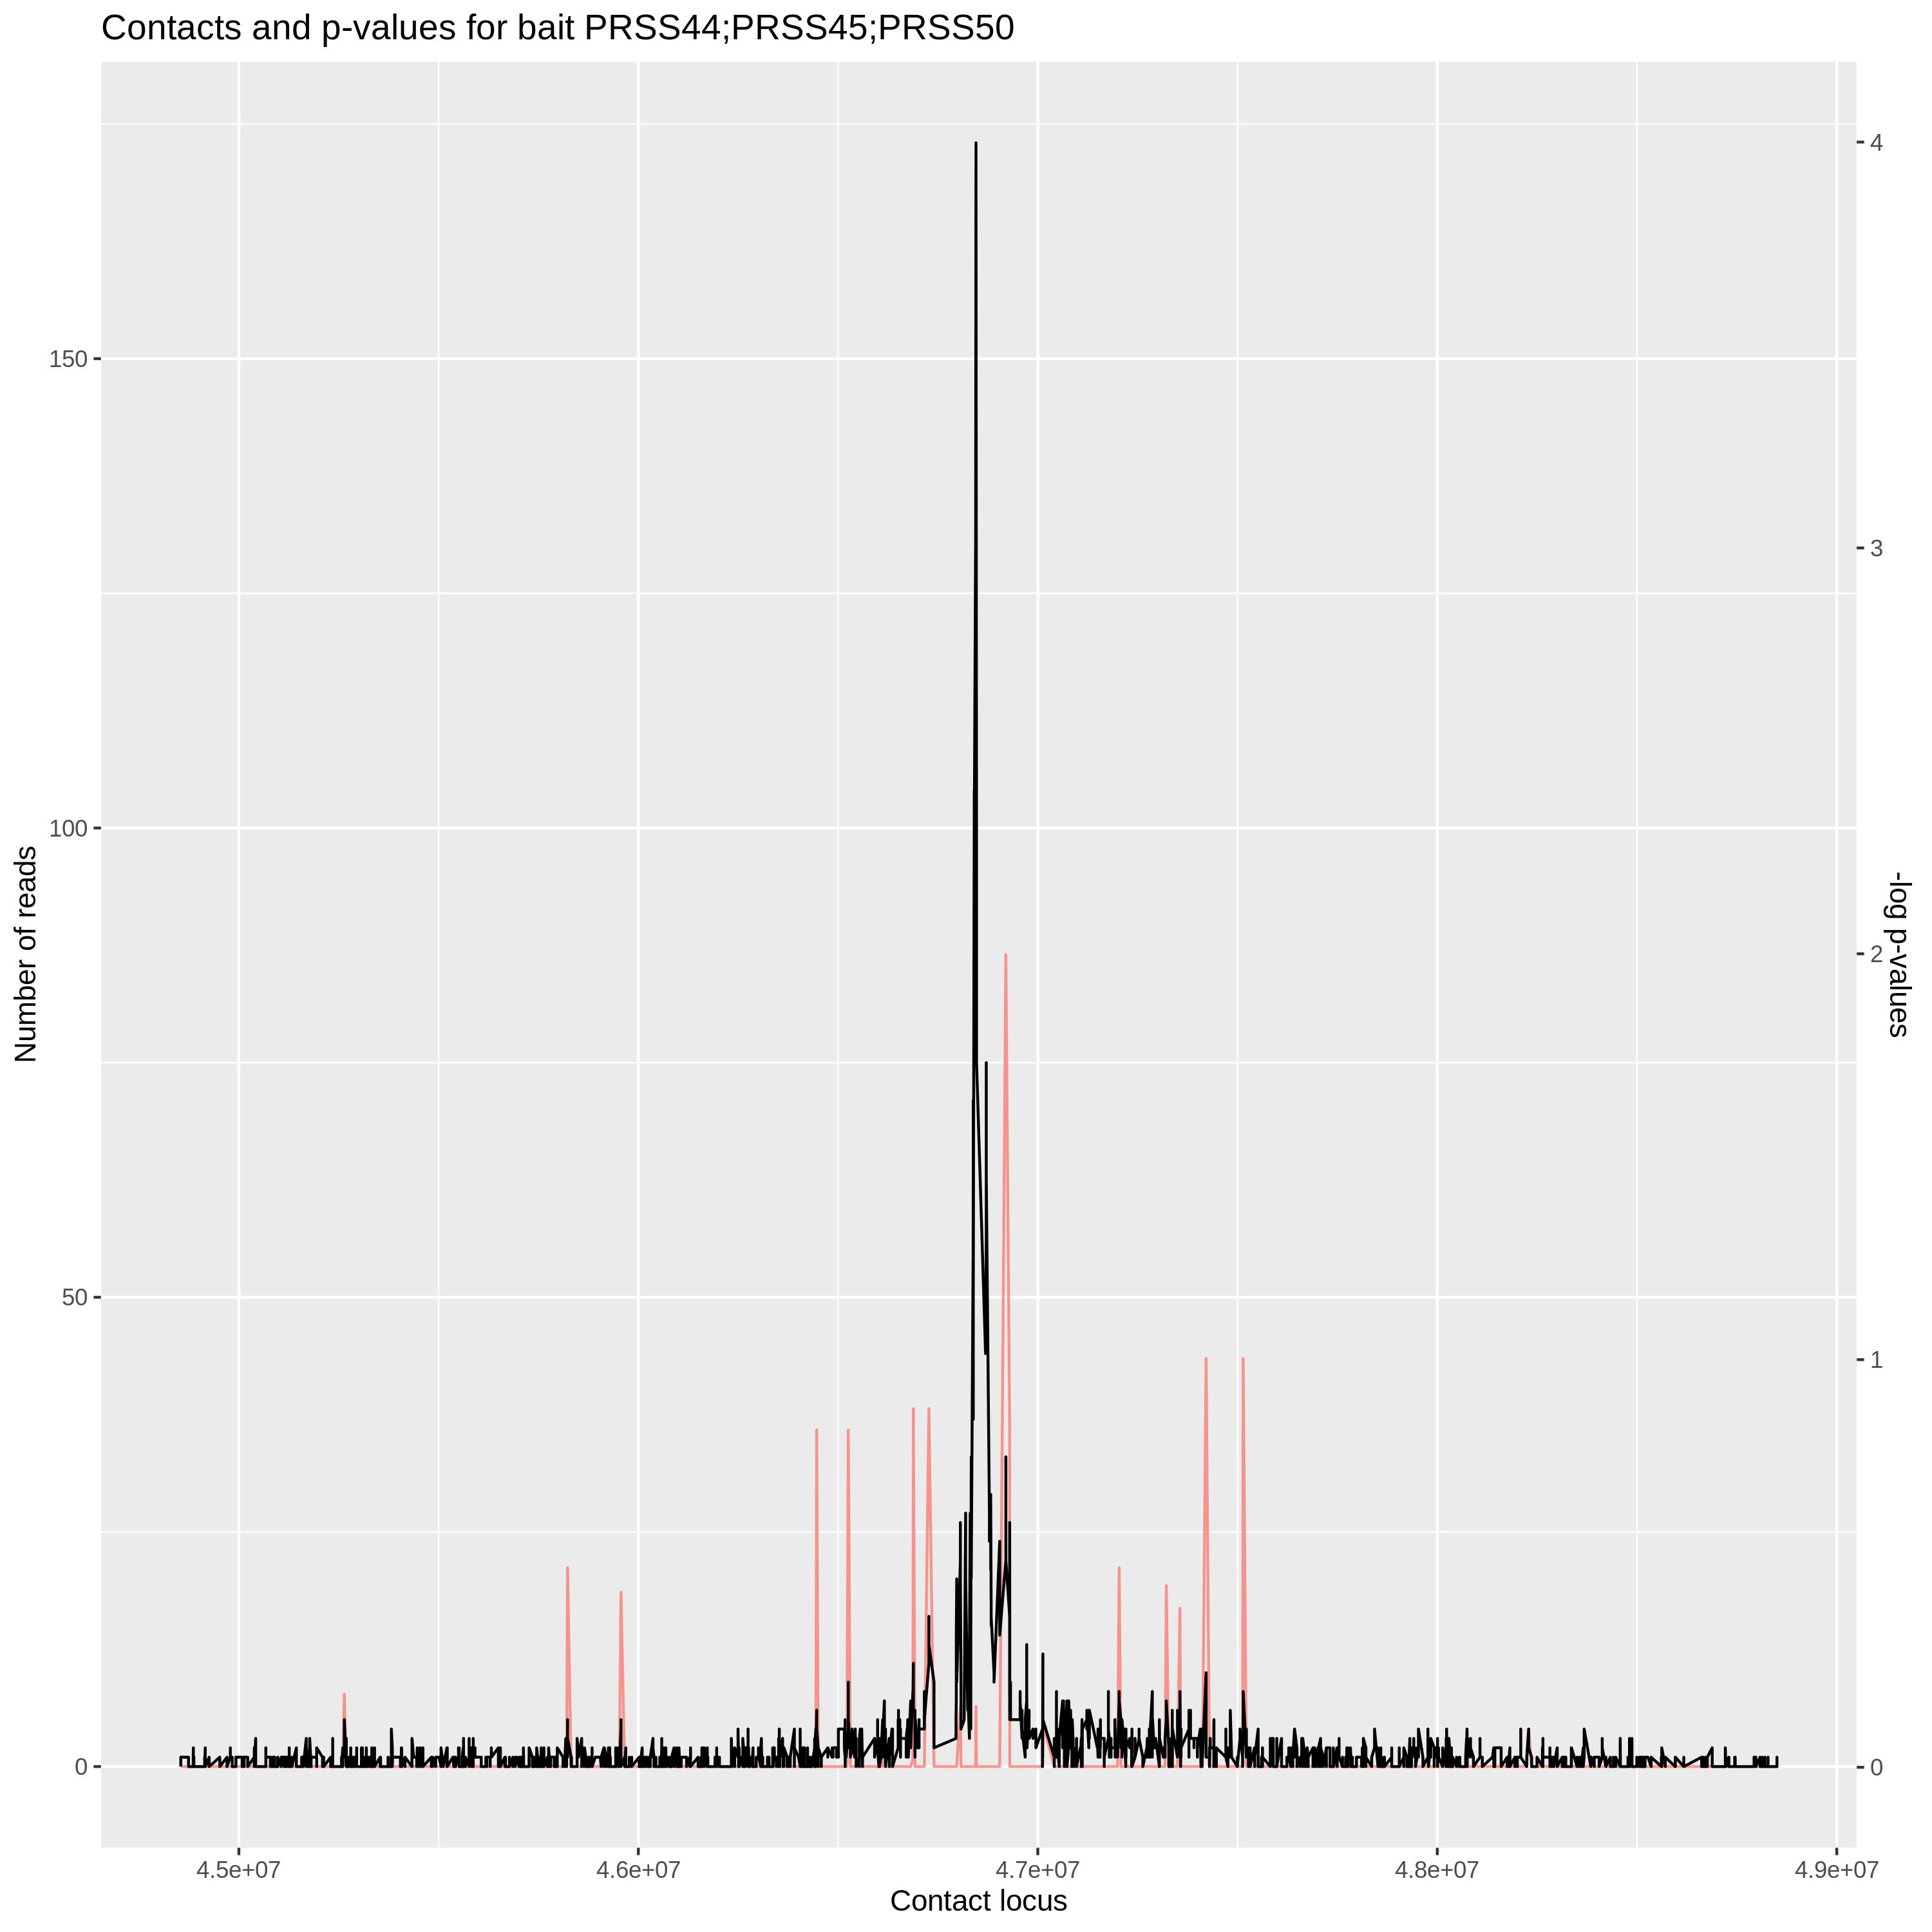 Contacts and p-values for bait PRSS44;PRSS45;PRSS50
Number of reads
150
100
50
0
4
3
2
1
0
-log p-values
4.5e+07
4.6e+07
4.7e+07
4.8e+07
4.9e+07
Contact locus